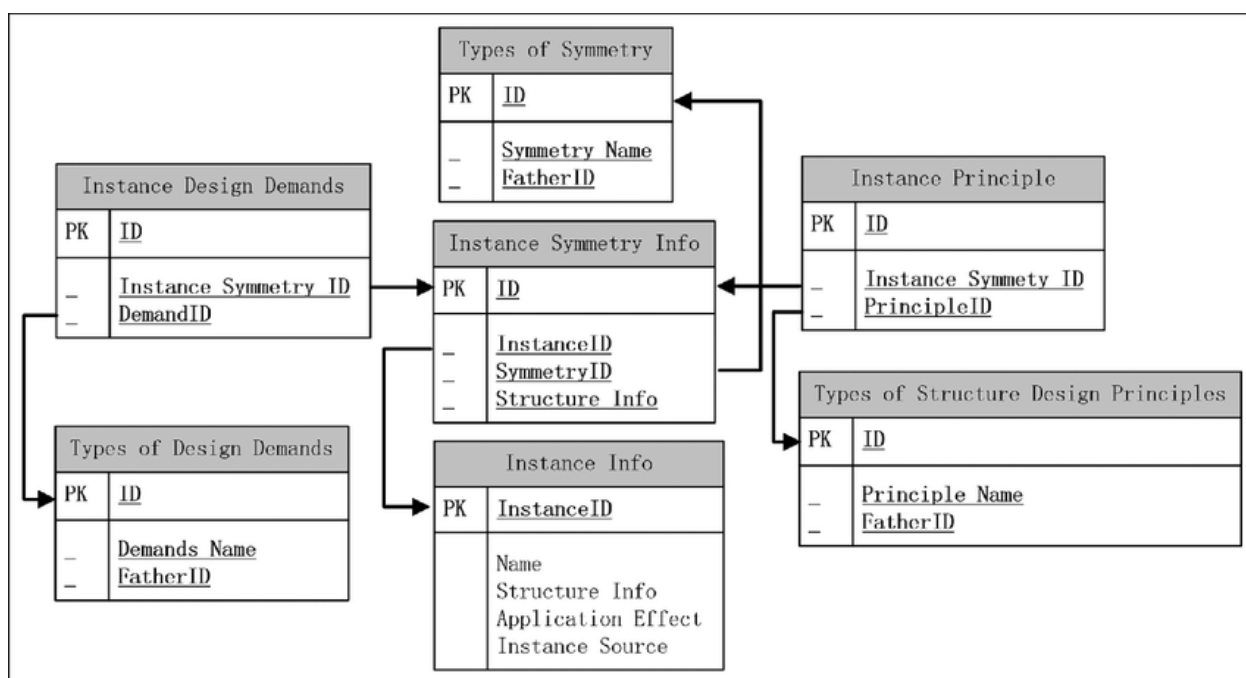 Types of Symmetry
PK ID
_ Symmetry Name
_ FatherID
Instance Design Demands
PK ID
_ Instance Symmetry ID
_ DemandID
Instance Symmetry Info
PK ID
_ InstanceID
_ SymmetryID
_ Structure Info
Instance Principle
PK ID
_ Instance Symmety ID
_ PrincipleID
Types of Design Demands
PK ID
_ Demands Name
_ FatherID
Instance Info
PK InstanceID
Name
Structure Info
Application Effect
Instance Source
Types of Structure Design Principles
PK ID
_ Principle Name
_ FatherID